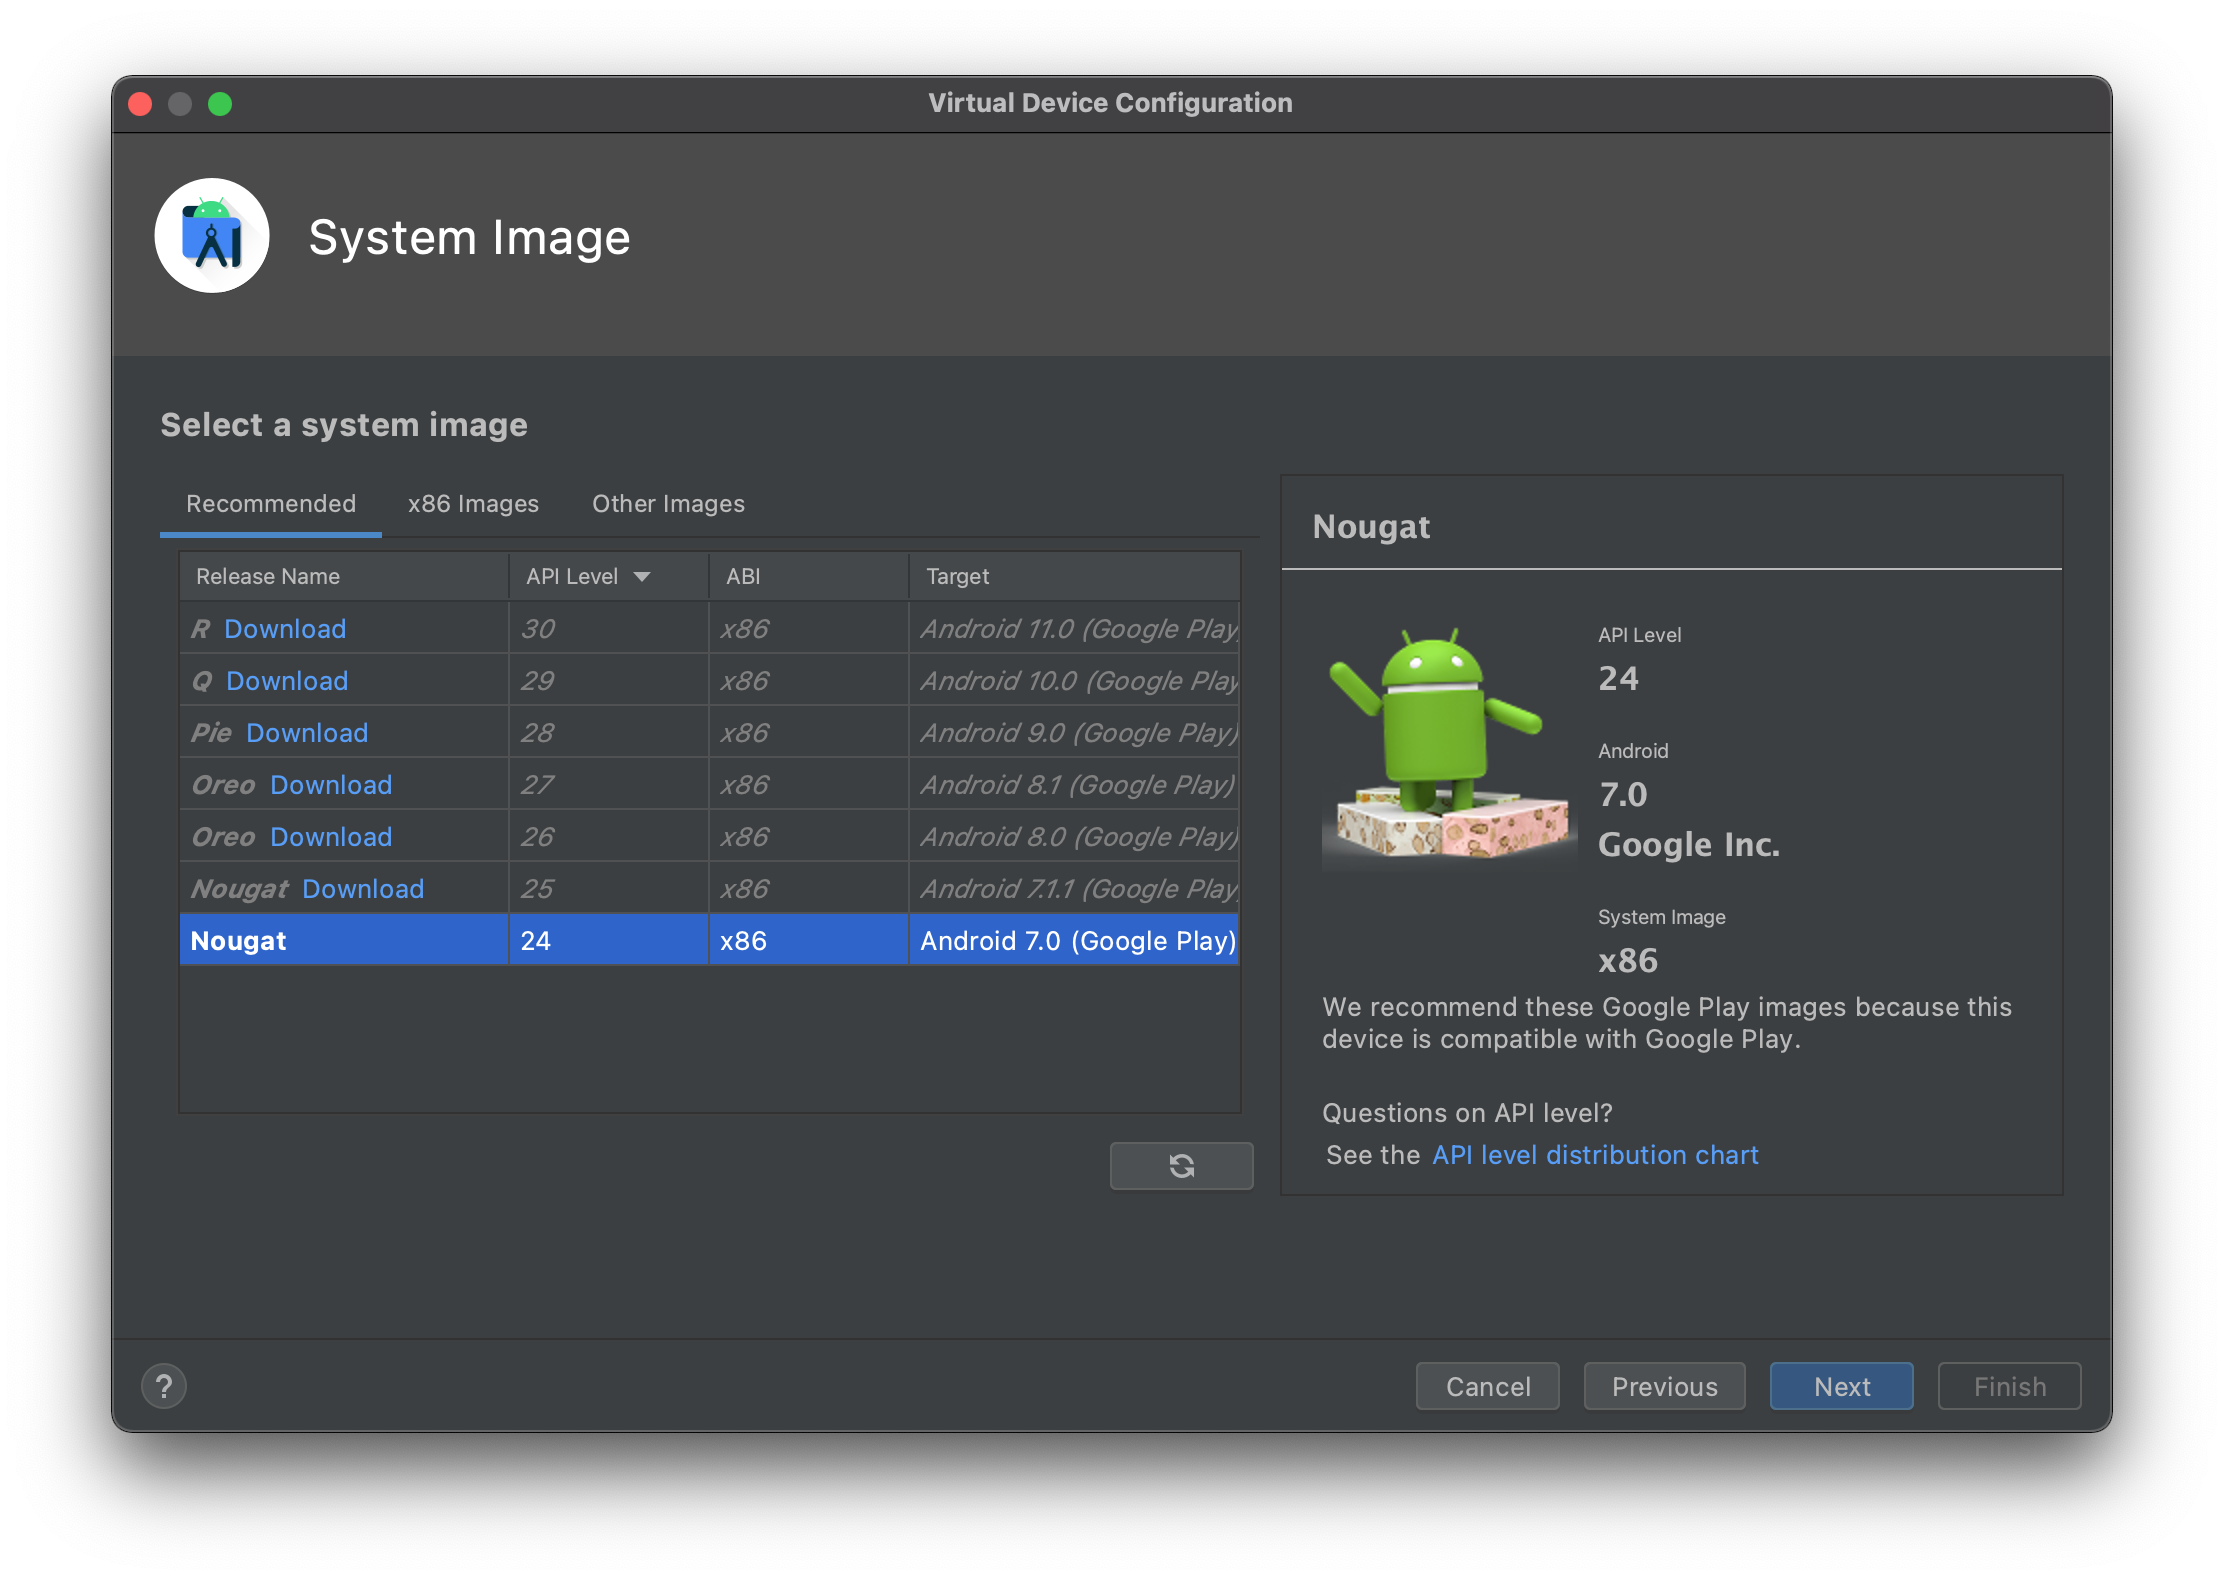 Virtual Device Configuration
System Image
Select a system image
Recommended x86 Images Other Images
Release Name API Level ABI Target
R Download 30 x86 Android 11.0 (Google Play
Q Download 29 x86 Android 10.0 (Google Play
Pie Download 28 x86 Android 9.0 (Google Play)
Oreo Download 27 x86 Android 8.1 (Google Play)
Oreo Download 26 x86 Android 8.0 (Google Play)
Nougat Download 25 x86 Android 7.1.1 (Google Play
Nougat 24 x86 Android 7.0 (Google Play)
Nougat
API Level
24
Android
7.0
Google Inc.
System Image
x86
We recommend these Google Play images because this
device is compatible with Google Play.
Questions on API level?
See the API level distribution chart
? Cancel Previous Next Finish